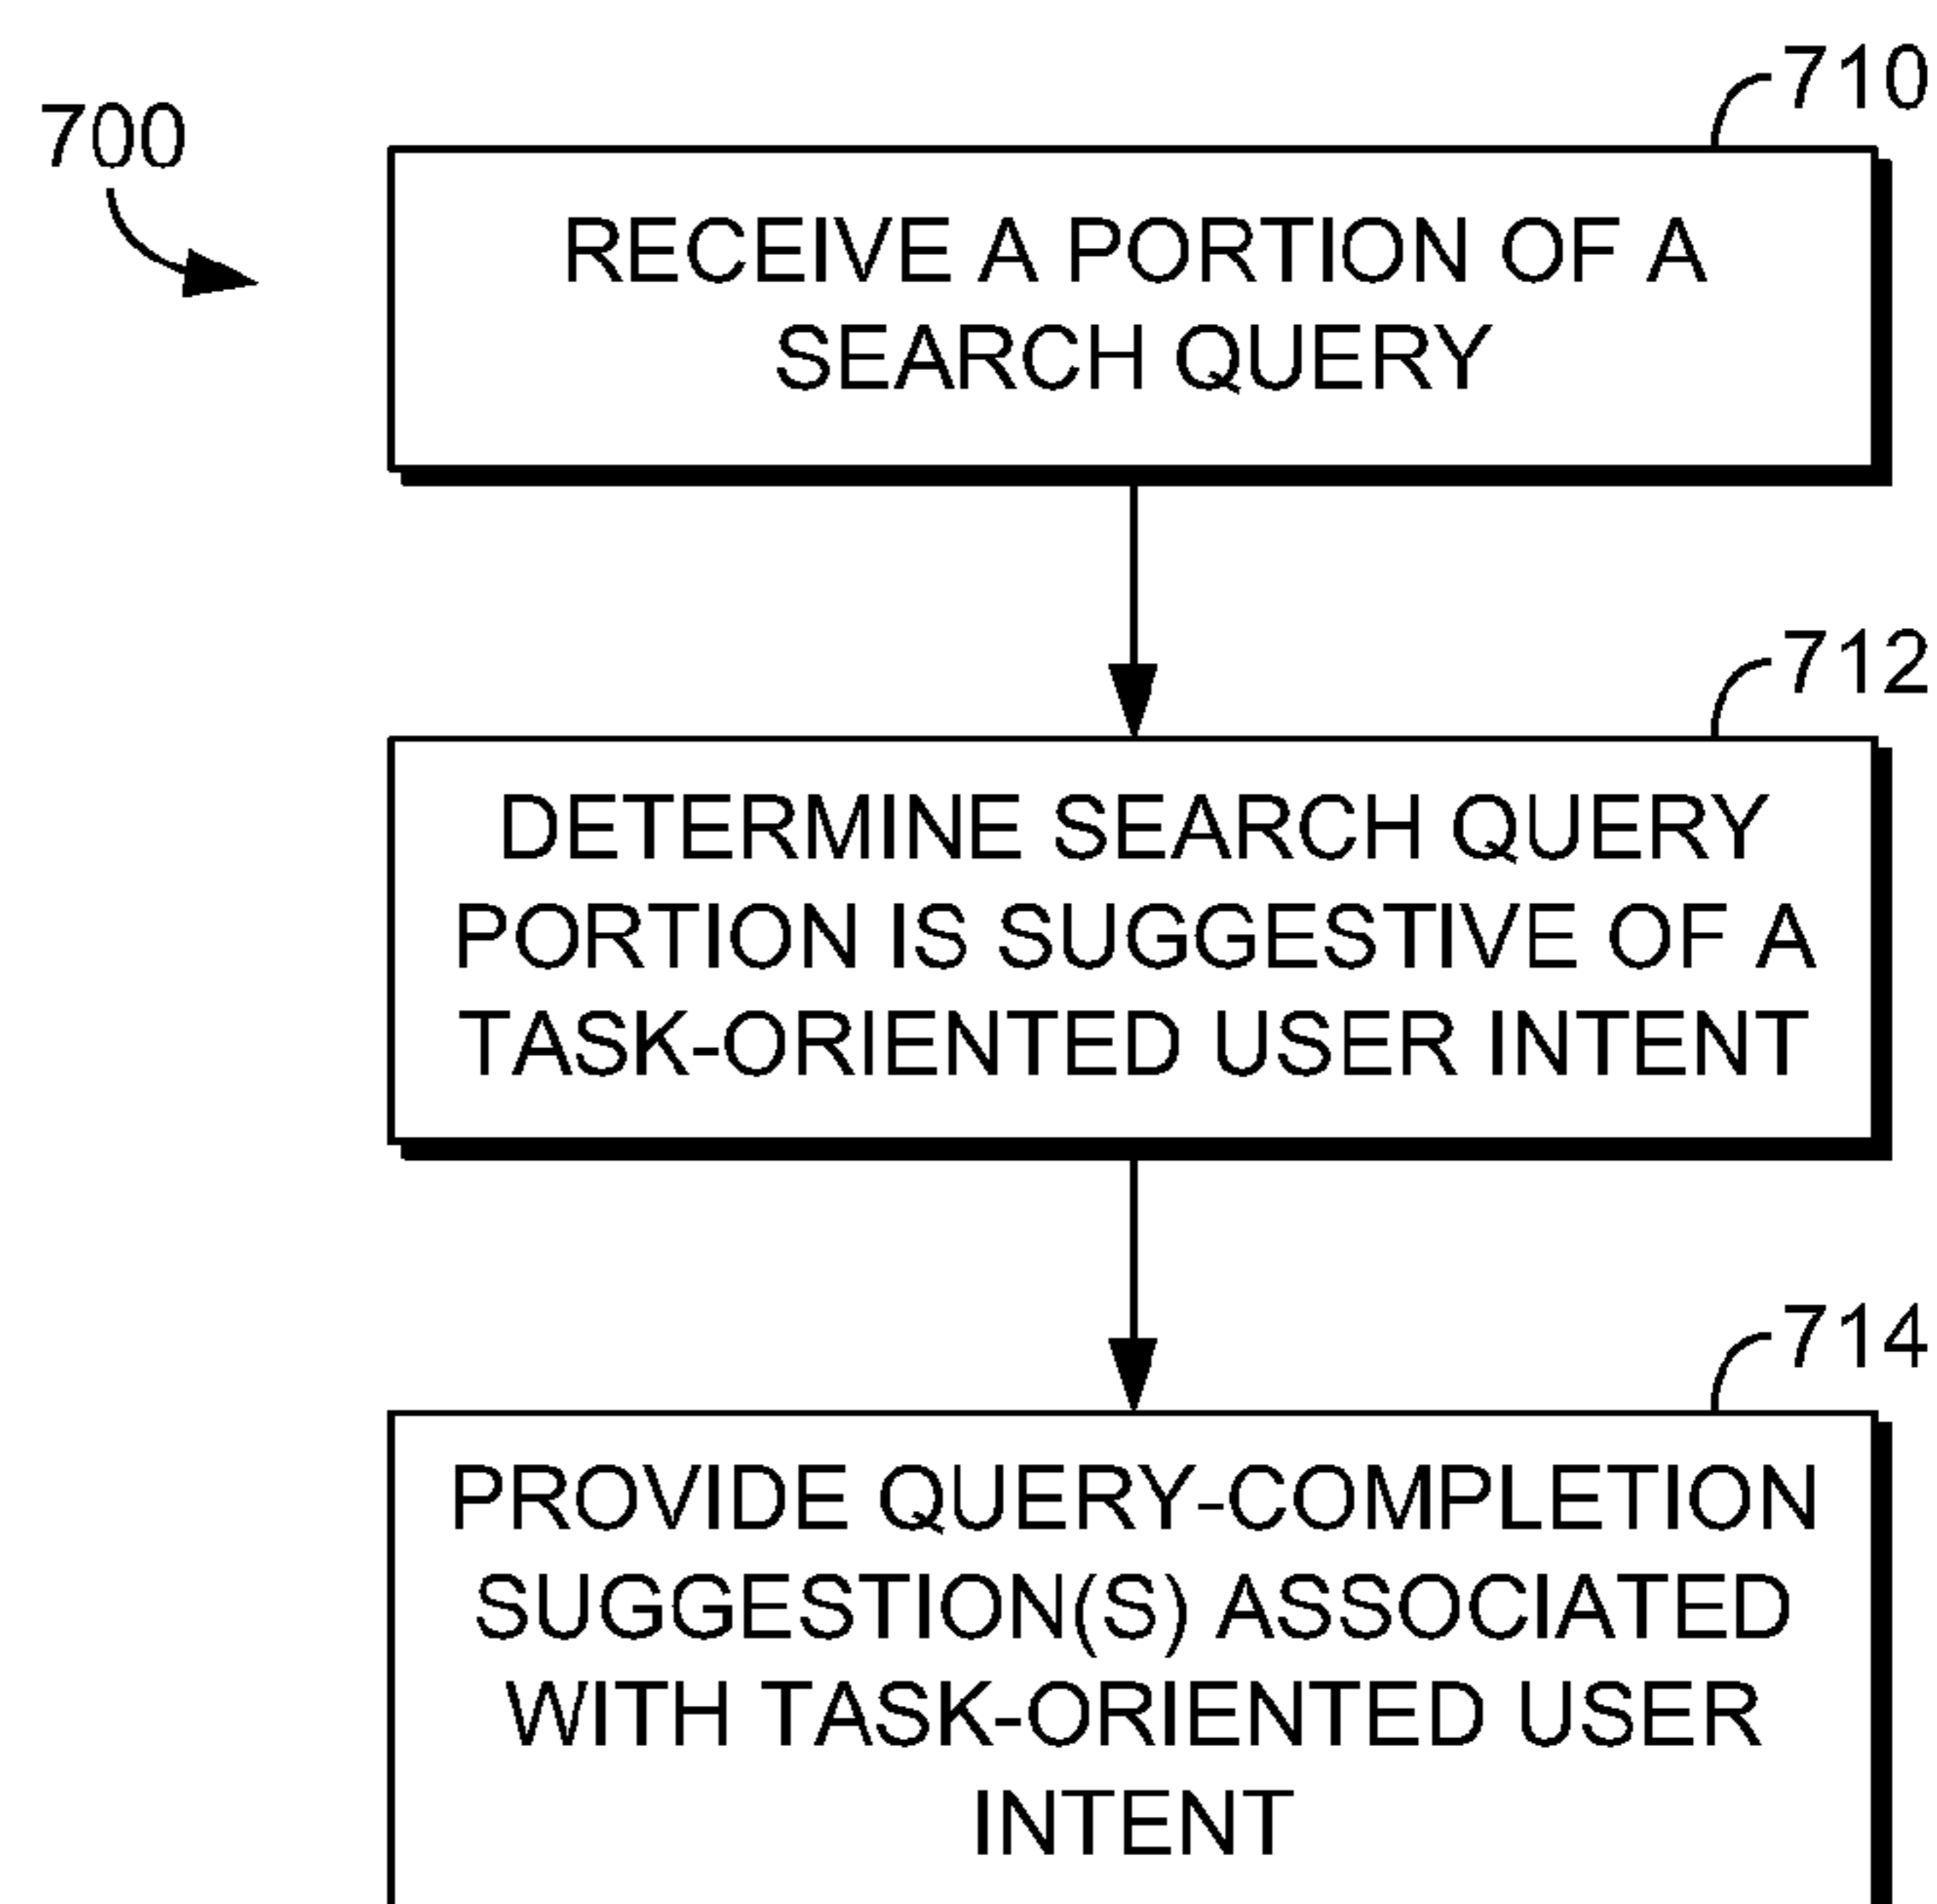 710
700
RECEIVE A PORTION OF A
SEARCH QUERY
712
DETERMINE SEARCH QUERY
PORTION IS SUGGESTIVE OF A
TASK-ORIENTED USER INTENT
714
PROVIDE QUERY-COMPLETION
SUGGESTION(S) ASSOCIATED
WITH TASK-ORIENTED USER
INTENT